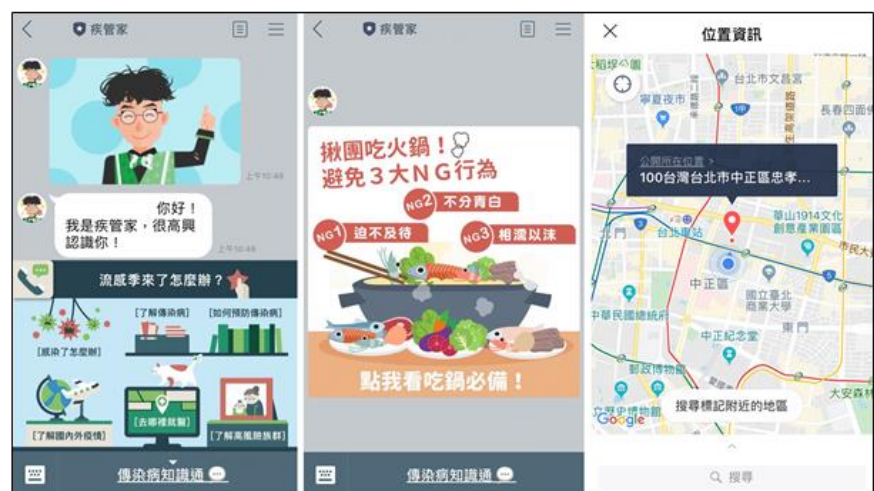 疾管家
上午10:48
你好！
我是疾管家，很高興
認識你！
上午10:48
流感季來了怎麼辦？
[感染了怎麼辦]
[了解傳染病]
[如何預防傳染病]
[了解國內外疫情]
[去哪裡就醫]
[了解高風險族群]
傳染病知識通
疾管家
揪團吃火鍋！
避免３大ＮＧ行為
NG1 迫不及待
NG2 不分青白
NG3 相濡以沫
點我看吃鍋必備！
傳染病知識通
位置資訊
台北市文昌宮
寧夏夜市
長春四面佛
公開所在位置 >
100台灣台北市中正區忠孝...
華山1914文化
創意產業園區
北門
台北車站
市民大
中正區
國立臺北
商業大學
中華民國總統府
東門
中正紀念堂
郵政博物館
大安森林
搜尋標記附近的地區
Google
搜尋